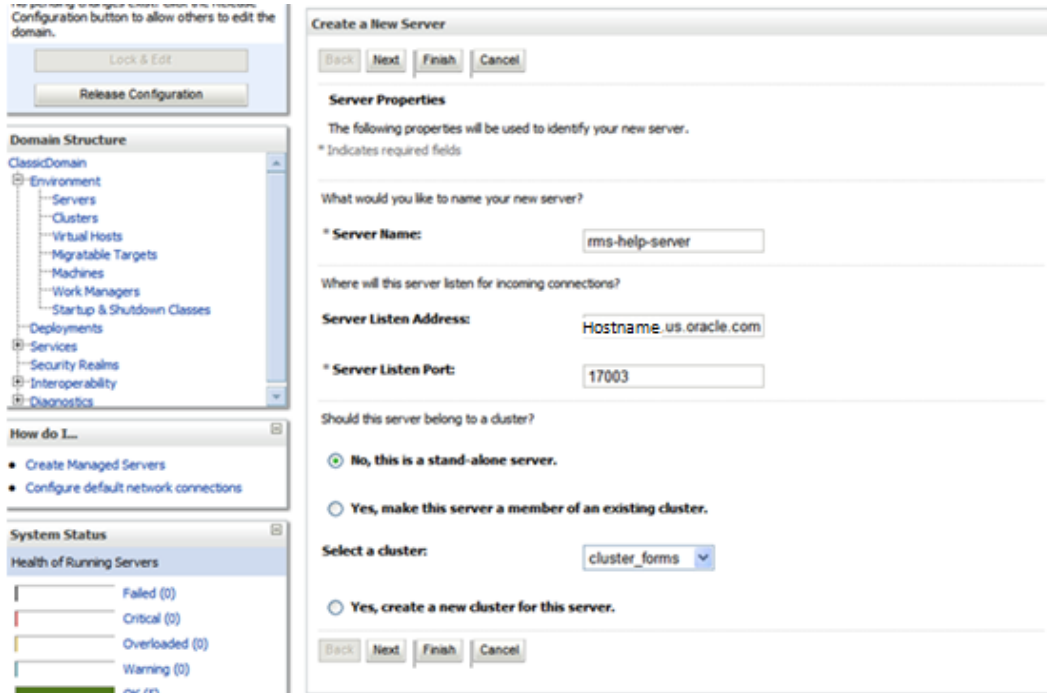 Configuration button to allow others to edit the
domain.
Lock & Edit
Release Configuration
Domain Structure
ClassicDomain
Environment
Servers
Clusters
Virtual Hosts
Migratable Targets
Machines
Work Managers
Startup & Shutdown Classes
Deployments
Services
Security Realms
Interoperability
Diagnostics
How do I...
Create Managed Servers
Configure default network connections
System Status
Health of Running Servers
Failed (0)
Critical (0)
Overloaded (0)
Warning (0)
Create a New Server
Back Next Finish Cancel
Server Properties
The following properties will be used to identify your new server.
* Indicates required fields
What would you like to name your new server?
* Server Name: rms-help-server
Where will this server listen for incoming connections?
Server Listen Address: Hostname.us.oracle.com
* Server Listen Port: 17003
Should this server belong to a cluster?
No, this is a stand-alone server.
Yes, make this server a member of an existing cluster.
Select a cluster: cluster_forms
Yes, create a new cluster for this server.
Back Next Finish Cancel